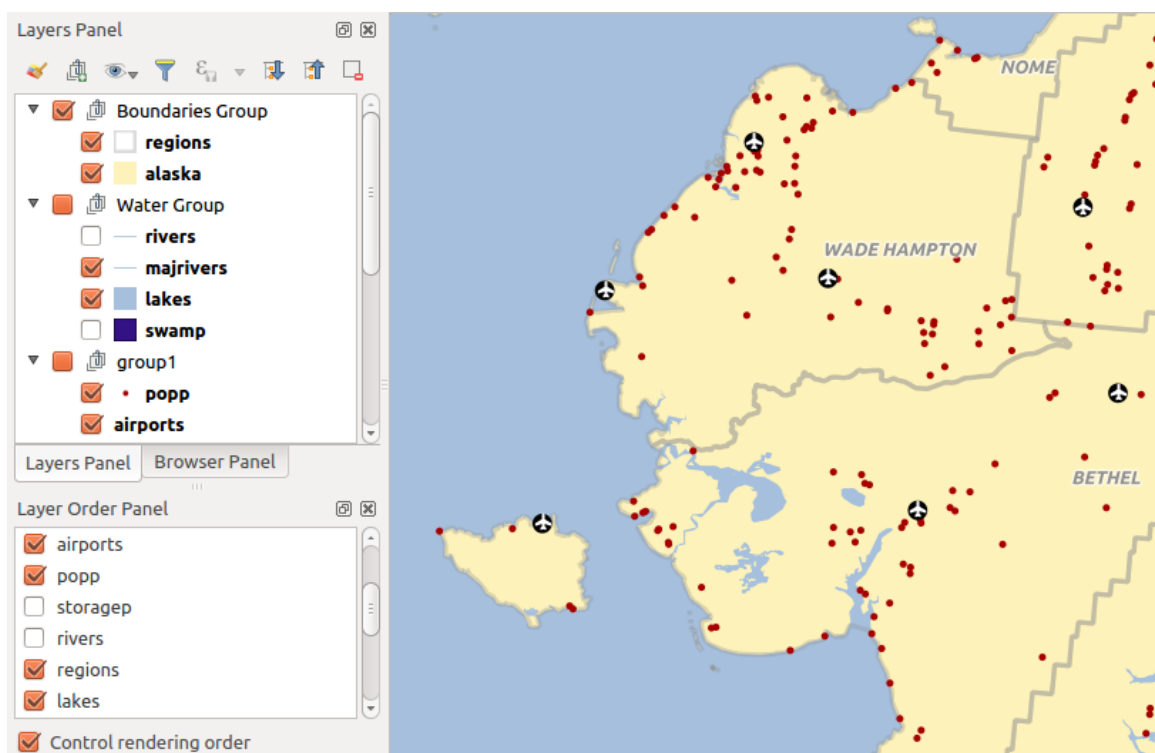 Layers Panel
Boundaries Group
regions
alaska
Water Group
rivers
majrivers
lakes
swamp
group1
popp
airports
Layers Panel
Browser Panel
Layer Order Panel
airports
popp
storagep
rivers
regions
lakes
Control rendering order
NOME
WADE HAMPTON
BETHEL